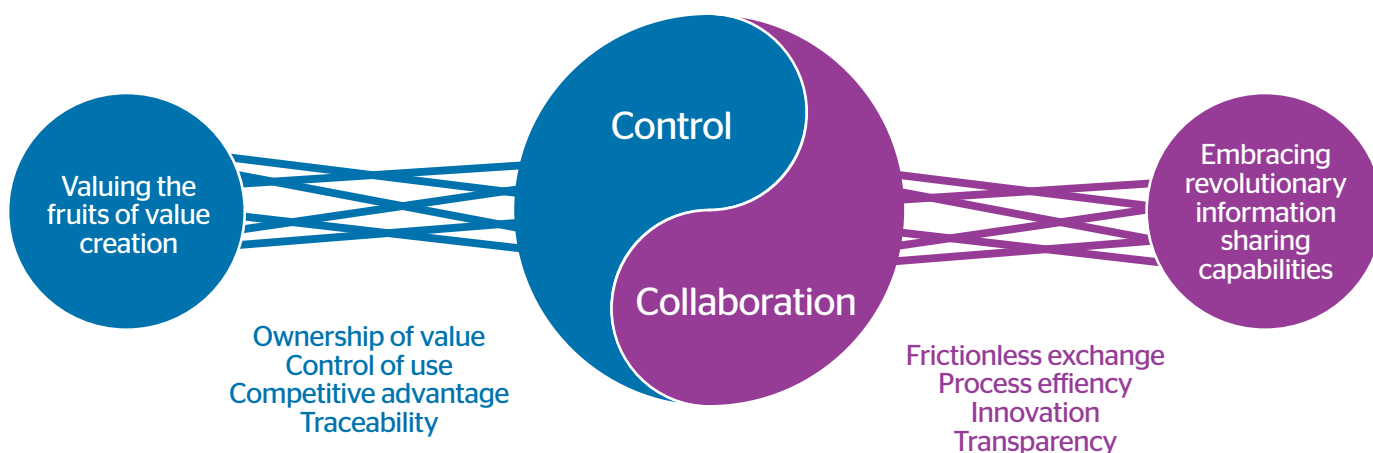 Valuing the
fruits of value
creation
Control
Collaboration
Embracing
revolutionary
information
sharing
capabilities
Ownership of value
Control of use
Competitive advantage
Traceability
Frictionless exchange
Process effiency
Innovation
Transparency